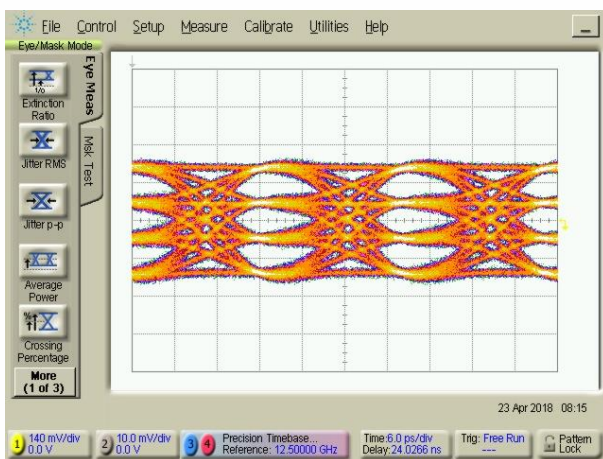 File Control Setup Measure Calibrate Utilities Help
Eye/Mask Mode
Eye Meas
Msk Test
1/0
Extinction
Ratio
Jitter RMS
Jitter p-p
Average
Power
Crossing
Percentage
More
(1 of 3)
23 Apr 2018 08:15
1 140 mV/div
0.0 V
2 10.0 mV/div
0.0 V
3 4 Precision Timebase...
Reference: 12.50000 GHz
Time:6.0 ps/div
Delay:24.0266 ns
Trig: Free Run
---
Pattern
Lock